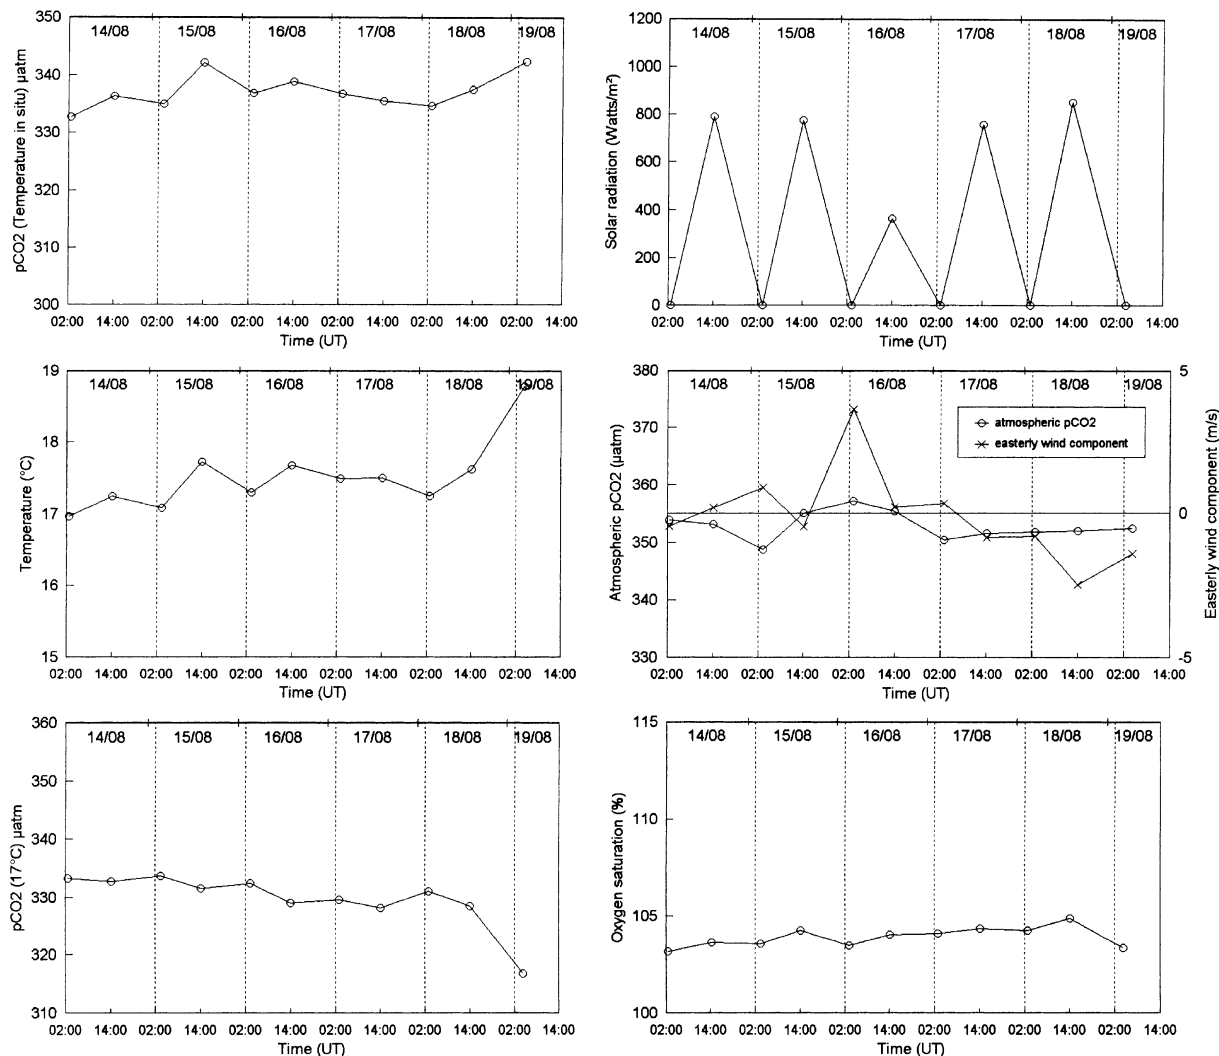 350
340
330
320
310
300
pCO2 (Temperature in situ) µatm
14/08 15/08 16/08 17/08 18/08 19/08
02:00 14:00 02:00 14:00 02:00 14:00 02:00 14:00 02:00 14:00 02:00 14:00
Time (UT)
1200
1000
800
600
400
200
0
Solar radiation (Watts/m²)
14/08 15/08 16/08 17/08 18/08 19/08
02:00 14:00 02:00 14:00 02:00 14:00 02:00 14:00 02:00 14:00 02:00 14:00
Time (UT)
19
18
17
16
15
Temperature (°C)
14/08 15/08 16/08 17/08 18/08 19/08
02:00 14:00 02:00 14:00 02:00 14:00 02:00 14:00 02:00 14:00 02:00 14:00
Time (UT)
380
370
360
350
340
330
Atmospheric pCO2 (µatm)
14/08 15/08 16/08 17/08 18/08 19/08
atmospheric pCO2
easterly wind component
5
0
-5
Easterly wind component (m/s)
02:00 14:00 02:00 14:00 02:00 14:00 02:00 14:00 02:00 14:00 02:00 14:00
Time (UT)
360
350
340
330
320
310
pCO2 (17°C) µatm
14/08 15/08 16/08 17/08 18/08 19/08
02:00 14:00 02:00 14:00 02:00 14:00 02:00 14:00 02:00 14:00 02:00 14:00
Time (UT)
115
110
105
100
Oxygen saturation (%)
14/08 15/08 16/08 17/08 18/08 19/08
02:00 14:00 02:00 14:00 02:00 14:00 02:00 14:00 02:00 14:00 02:00 14:00
Time (UT)